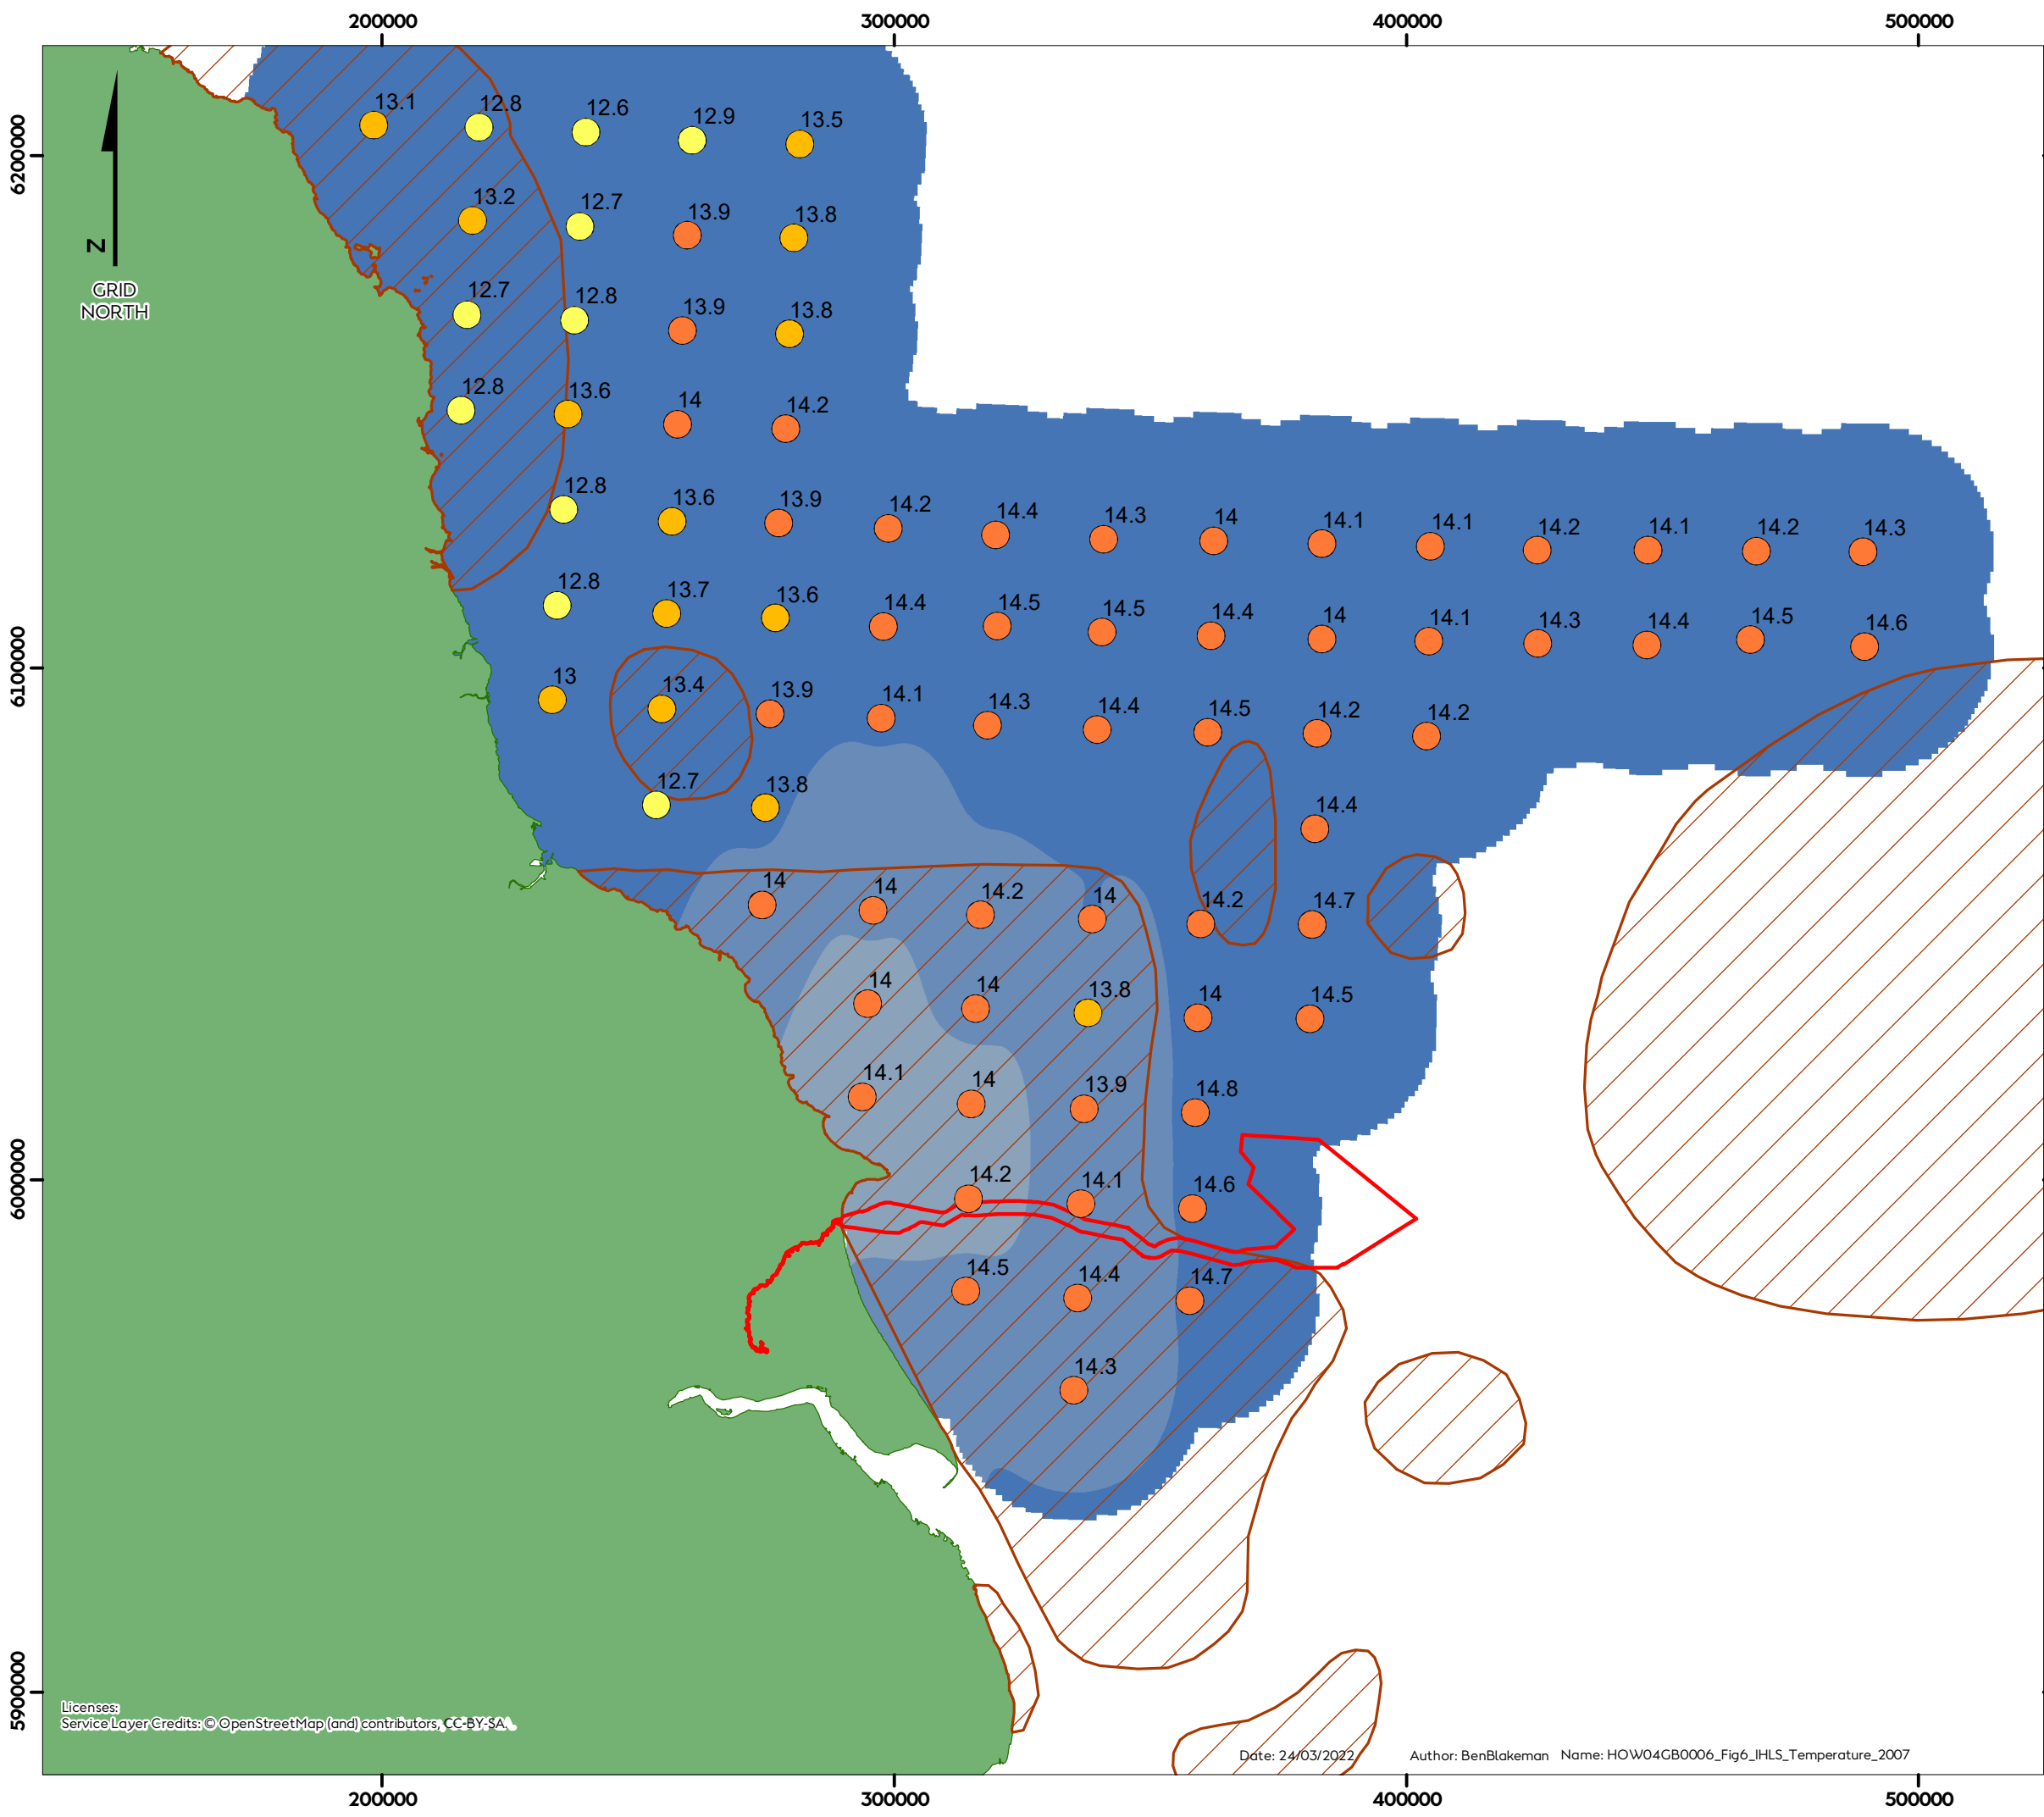 200000 300000 400000 500000
13.1 12.8 12.6 12.9 13.5
6200000
13.2 12.7 13.9 13.8
N
GRID
NORTH
12.7 12.8 13.9 13.8
12.8 13.6 14 14.2
12.8 13.6 13.9 14.2 14.4 14.3 14 14.1 14.1 14.2 14.1 14.2 14.3
12.8 13.7 13.6 14.4 14.5 14.5 14.4 14 14.1 14.3 14.4 14.5 14.6
6100000
13 13.4 13.9 14.1 14.3 14.4 14.5 14.2 14.2
12.7 13.8 14.4
14 14 14.2 14 14.2 14.7
14 14 13.8 14 14.5
14.1 14 13.9 14.8
6000000
14.2 14.1 14.6
14.5 14.4 14.7
14.3
5900000
Licenses:
Service Layer Credits: © OpenStreetMap (and) contributors, CC-BY-SA.
Date: 24/03/2022 Author: BenBlakeman Name: HOW04GB0006_Fig6_IHLS_Temperature_2007
200000 300000 400000 500000